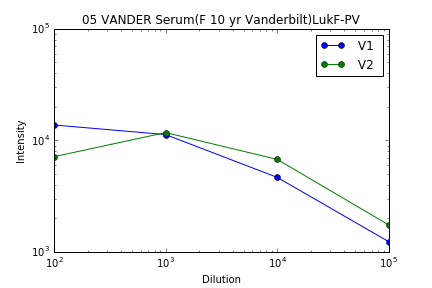 05 VANDER Serum(F 10 yr Vanderbilt)LukF-PV
10^5
V1
V2
10^4
Intensity
10^3
10^2 10^3 10^4 10^5
Dilution